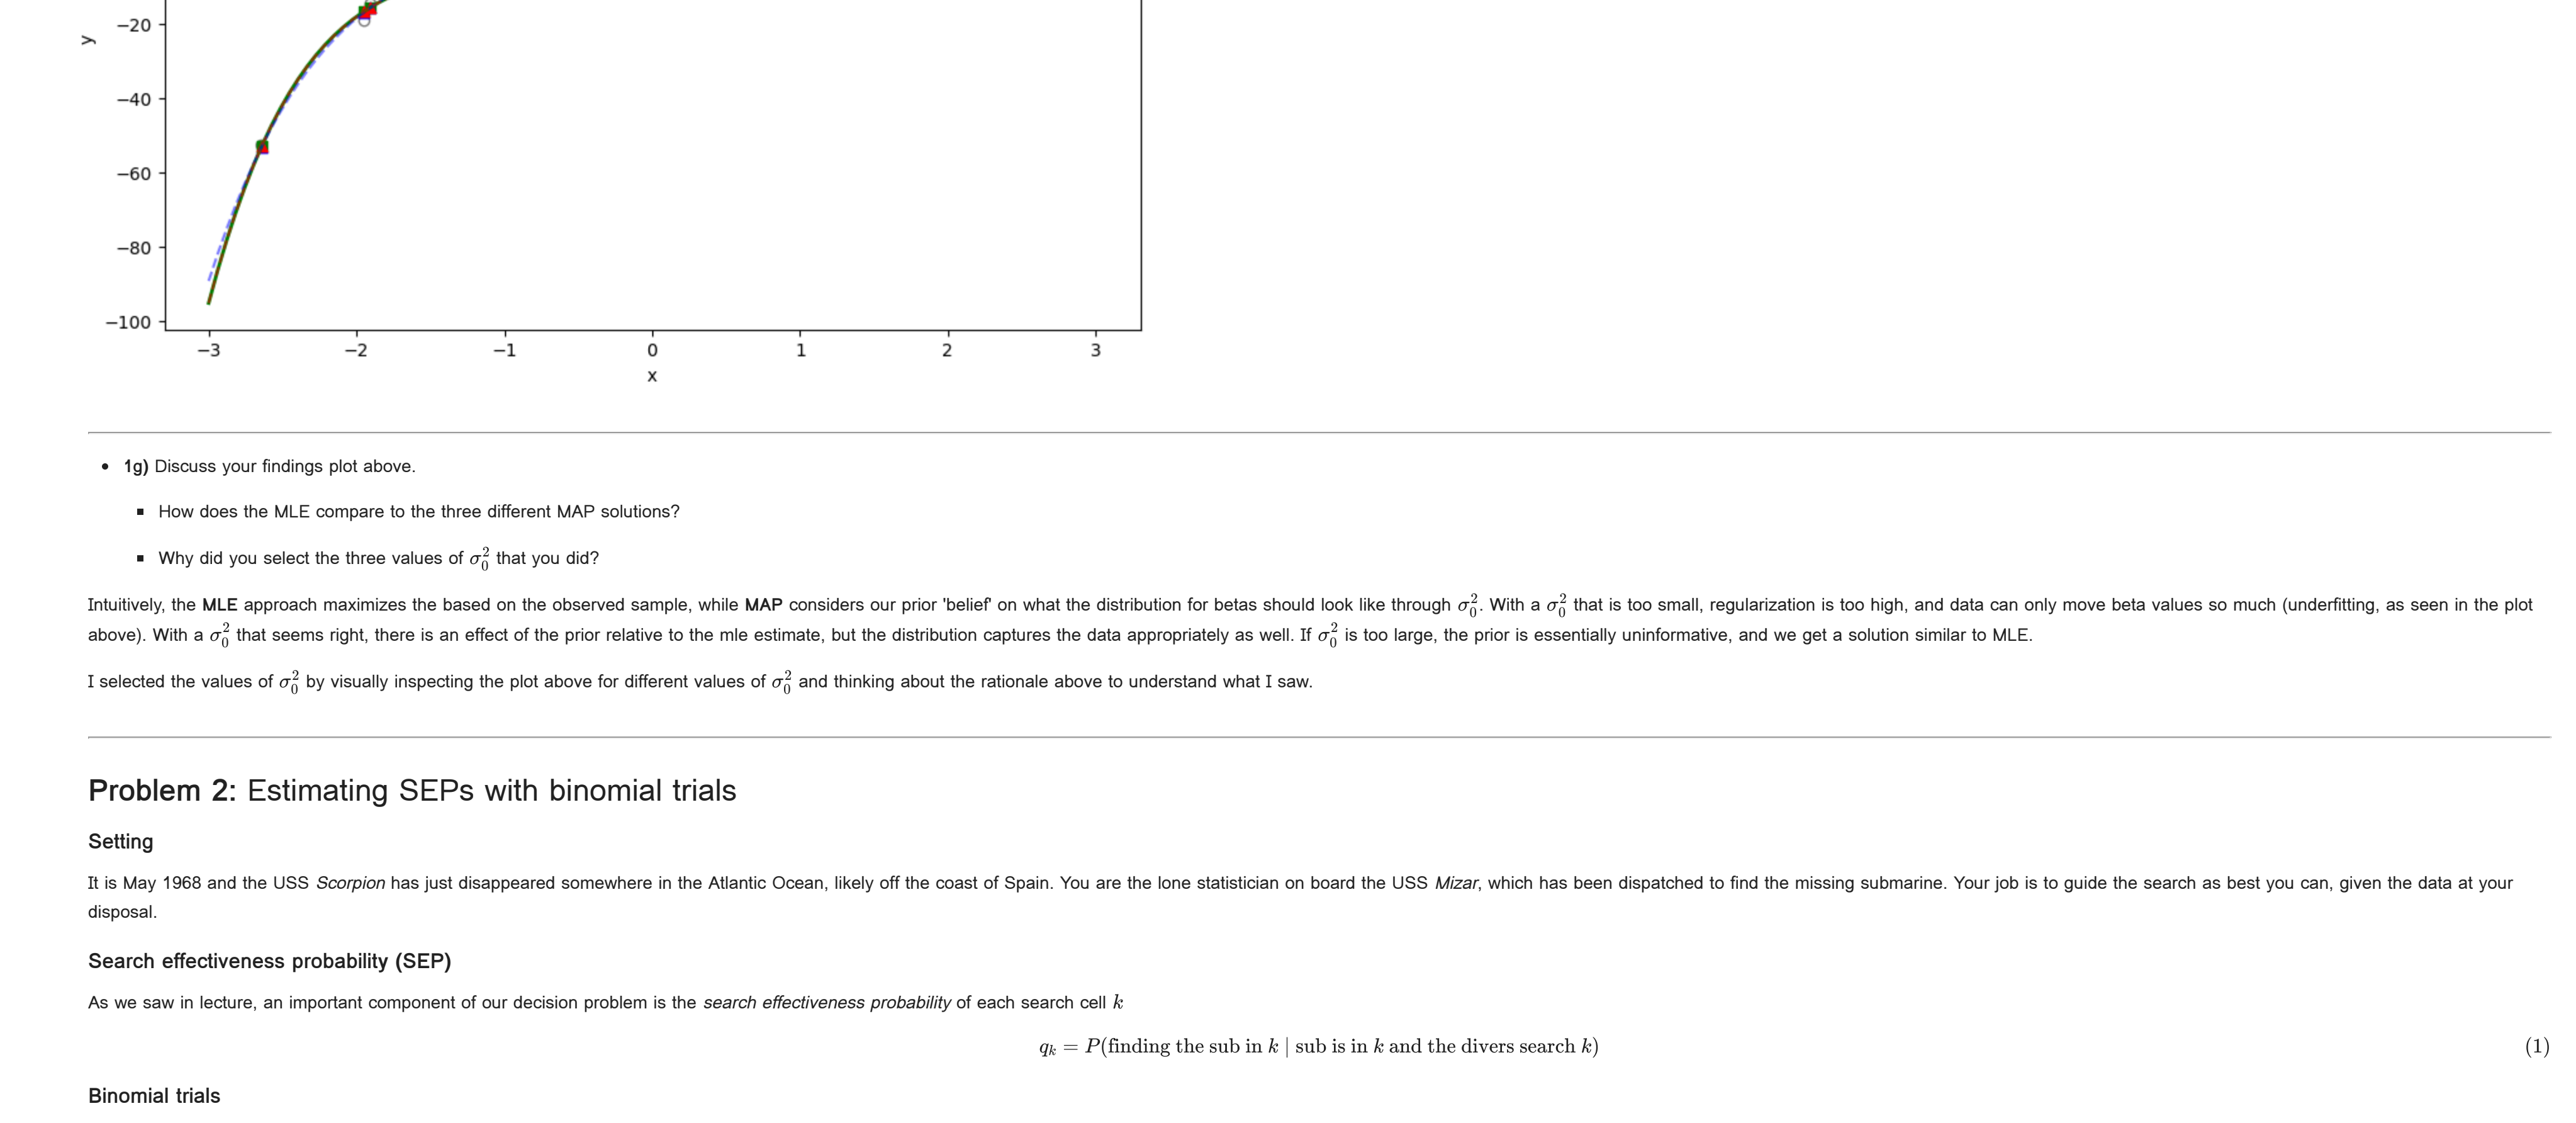 −20
y
−40
−60
−80
−100
−3 −2 −1 0 1 2 3
x
• 1g) Discuss your findings plot above.
▪ How does the MLE compare to the three different MAP solutions?
▪ Why did you select the three values of σ₀² that you did?
Intuitively, the MLE approach maximizes the based on the observed sample, while MAP considers our prior 'belief' on what the distribution for betas should look like through σ₀². With a σ₀² that is too small, regularization is too high, and data can only move beta values so much (underfitting, as seen in the plot
above). With a σ₀² that seems right, there is an effect of the prior relative to the mle estimate, but the distribution captures the data appropriately as well. If σ₀² is too large, the prior is essentially uninformative, and we get a solution similar to MLE.
I selected the values of σ₀² by visually inspecting the plot above for different values of σ₀² and thinking about the rationale above to understand what I saw.
Problem 2: Estimating SEPs with binomial trials
Setting
It is May 1968 and the USS Scorpion has just disappeared somewhere in the Atlantic Ocean, likely off the coast of Spain. You are the lone statistician on board the USS Mizar, which has been dispatched to find the missing submarine. Your job is to guide the search as best you can, given the data at your
disposal.
Search effectiveness probability (SEP)
As we saw in lecture, an important component of our decision problem is the search effectiveness probability of each search cell k
qₖ = P(finding the sub in k | sub is in k and the divers search k) (1)
Binomial trials